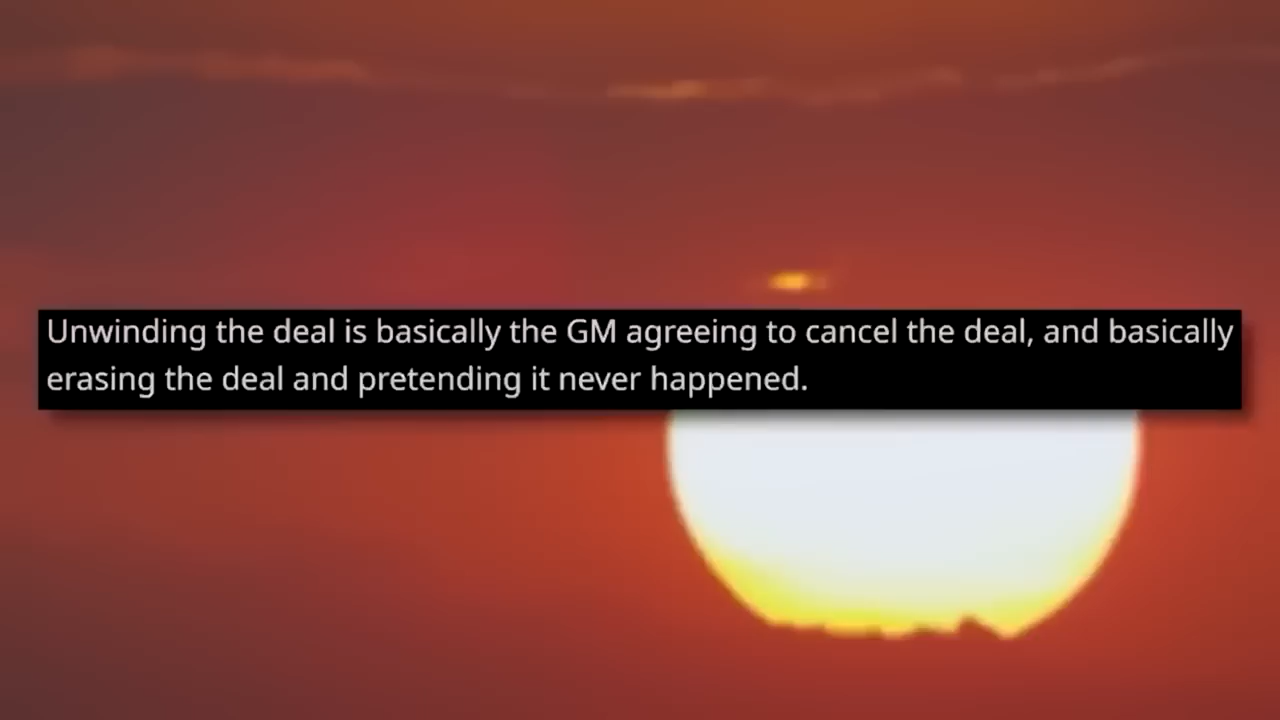 Unwinding the deal is basically the GM agreeing to cancel the deal, and basically
erasing the deal and pretending it never happened.